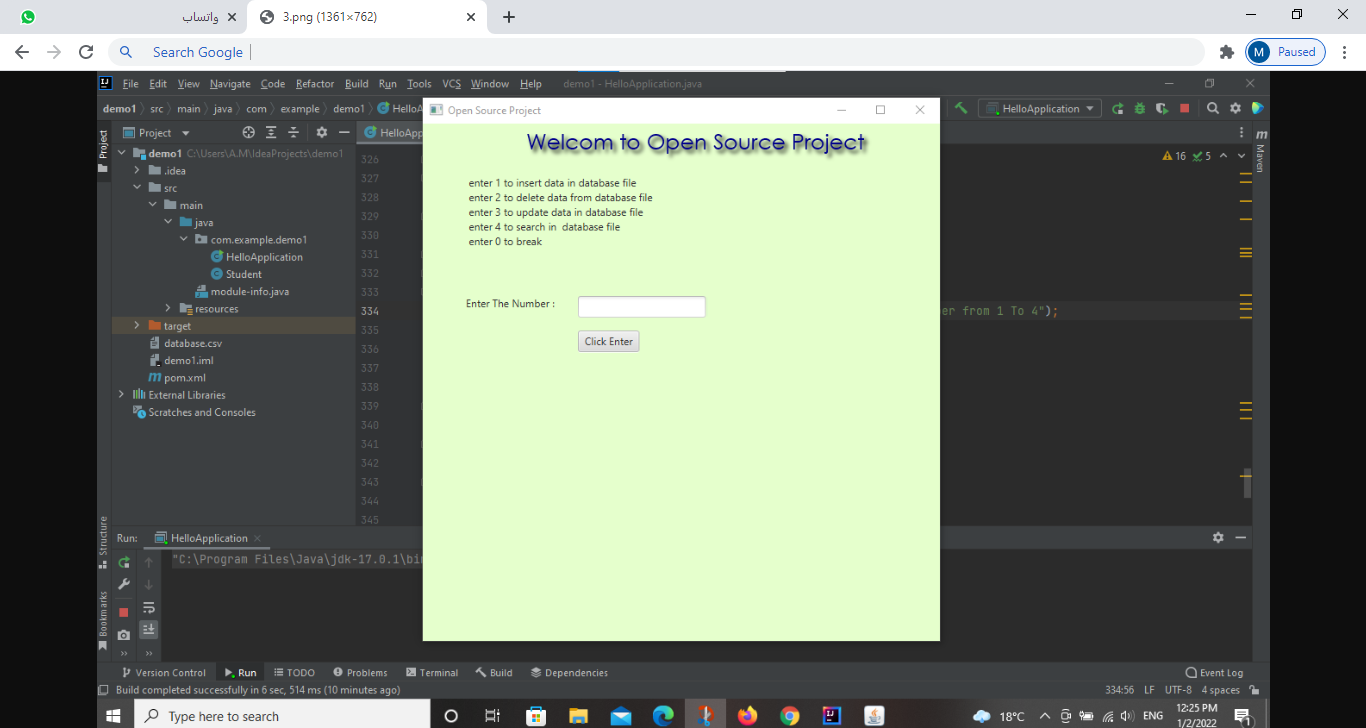 واتساب
3.png (1361×762)
Search Google
M Paused
File Edit View Navigate Code Refactor Build Run Tools VCS Window Help demo1 - HelloApplication.java
demo1 src main java com example demo1 HelloA
HelloApplication
Project
HelloApp
16 5
Project
Maven
demo1 C:\Users\A.M\IdeaProjects\demo1
.idea
src
main
java
com.example.demo1
HelloApplication
Student
module-info.java
resources
target
database.csv
demo1.iml
pom.xml
External Libraries
Scratches and Consoles
326
327
328
329
330
331
332
333
334
335
336
337
338
339
340
341
342
343
344
345
er from 1 To 4");
Open Source Project
Welcom to Open Source Project
enter 1 to insert data in database file
enter 2 to delete data from database file
enter 3 to update data in database file
enter 4 to search in  database file
enter 0 to break
Enter The Number :
Click Enter
Structure
Bookmarks
Run: HelloApplication
"C:\Program Files\Java\jdk-17.0.1\bin
Version Control Run TODO Problems Terminal Build Dependencies Event Log
Build completed successfully in 6 sec, 514 ms (10 minutes ago) 334:56 LF UTF-8 4 spaces
Type here to search
18°C ENG 12:25 PM
1/2/2022
1